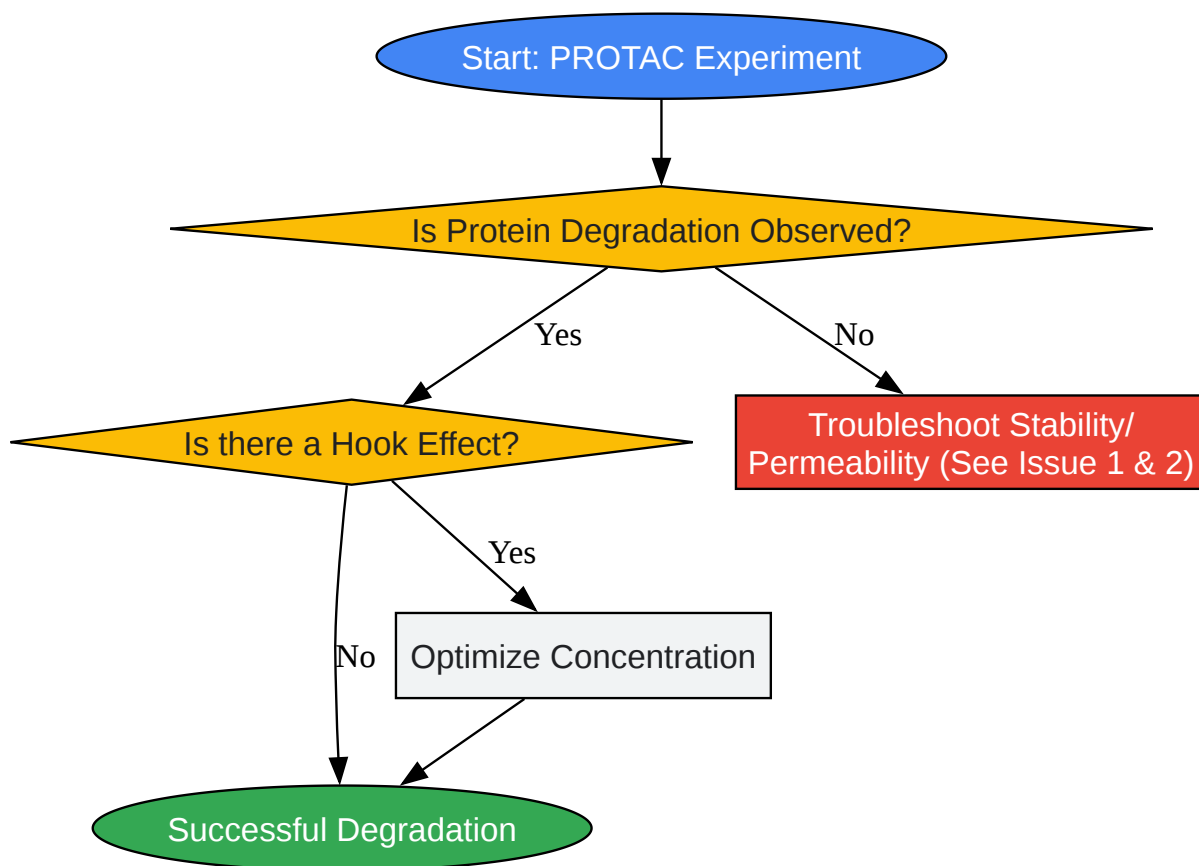 Start: PROTAC Experiment
Is Protein Degradation Observed?
Yes
No
Is there a Hook Effect?
Troubleshoot Stability/
Permeability (See Issue 1 & 2)
Yes
No
Optimize Concentration
Successful Degradation